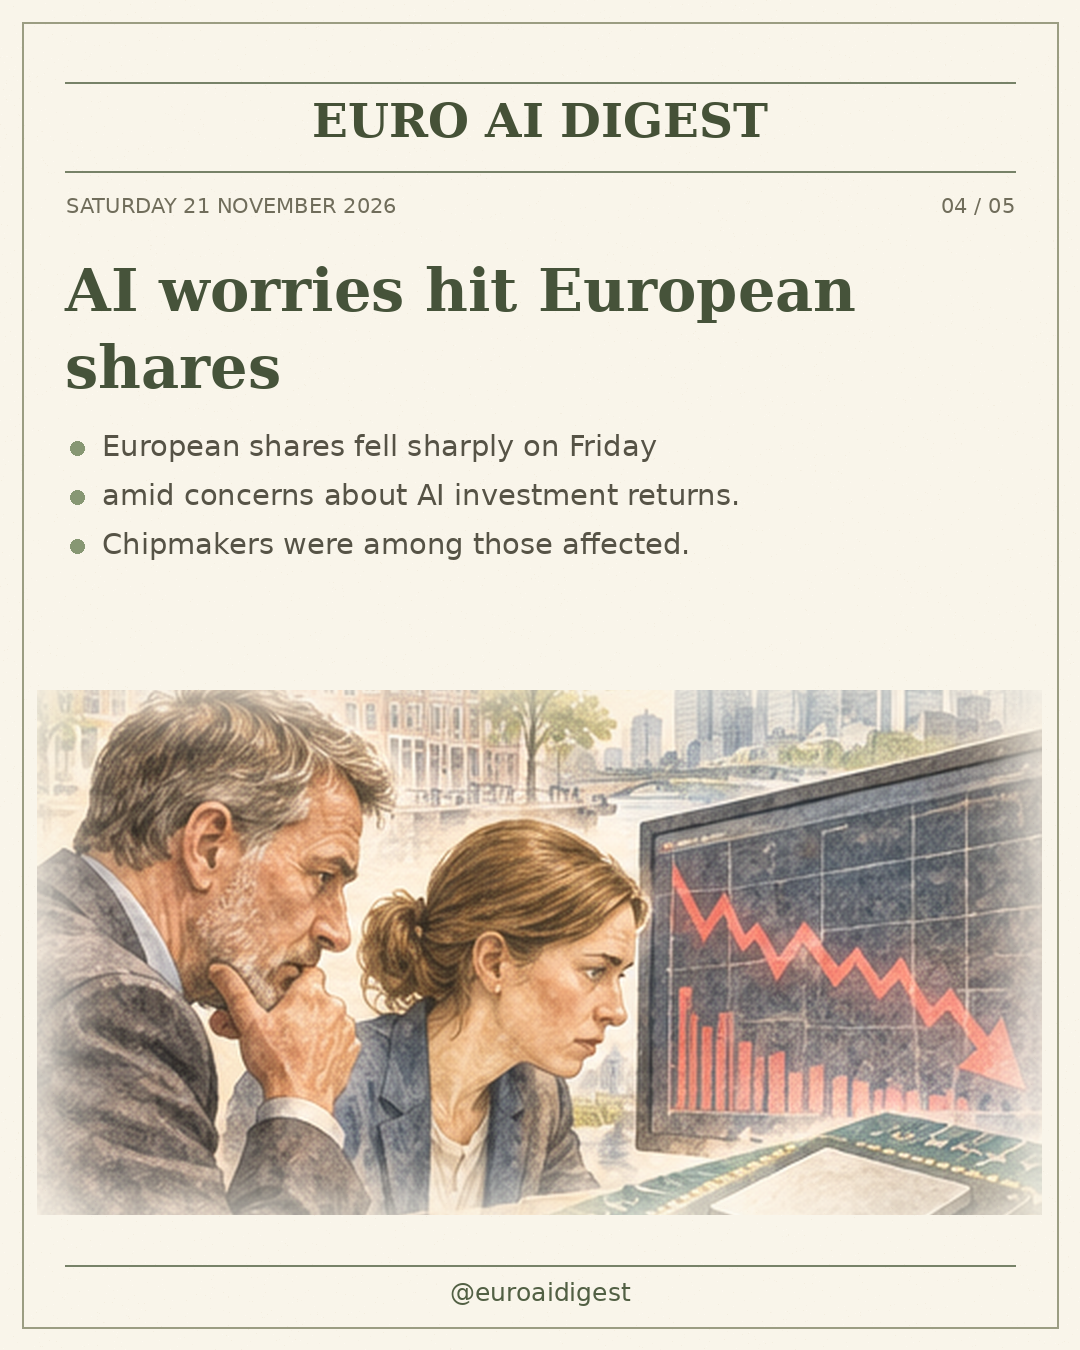 EURO AI DIGEST
SATURDAY 21 NOVEMBER 2026
04 / 05
AI worries hit European
shares
European shares fell sharply on Friday
amid concerns about AI investment returns.
Chipmakers were among those affected.
@euroaidigest